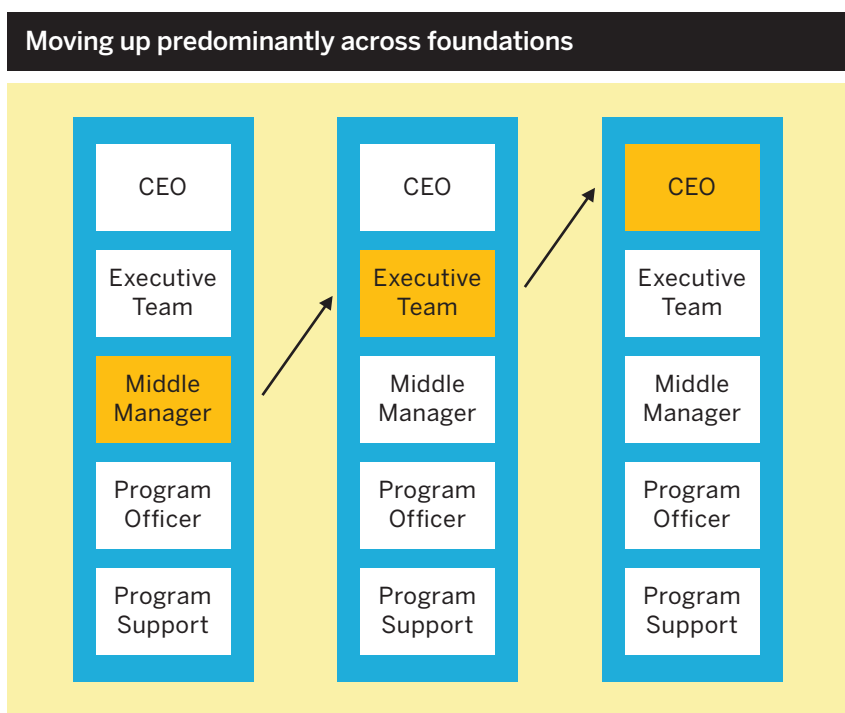 Moving up predominantly across foundations
CEO
Executive
Team
Middle
Manager
Program
Officer
Program
Support
CEO
Executive
Team
Middle
Manager
Program
Officer
Program
Support
CEO
Executive
Team
Middle
Manager
Program
Officer
Program
Support